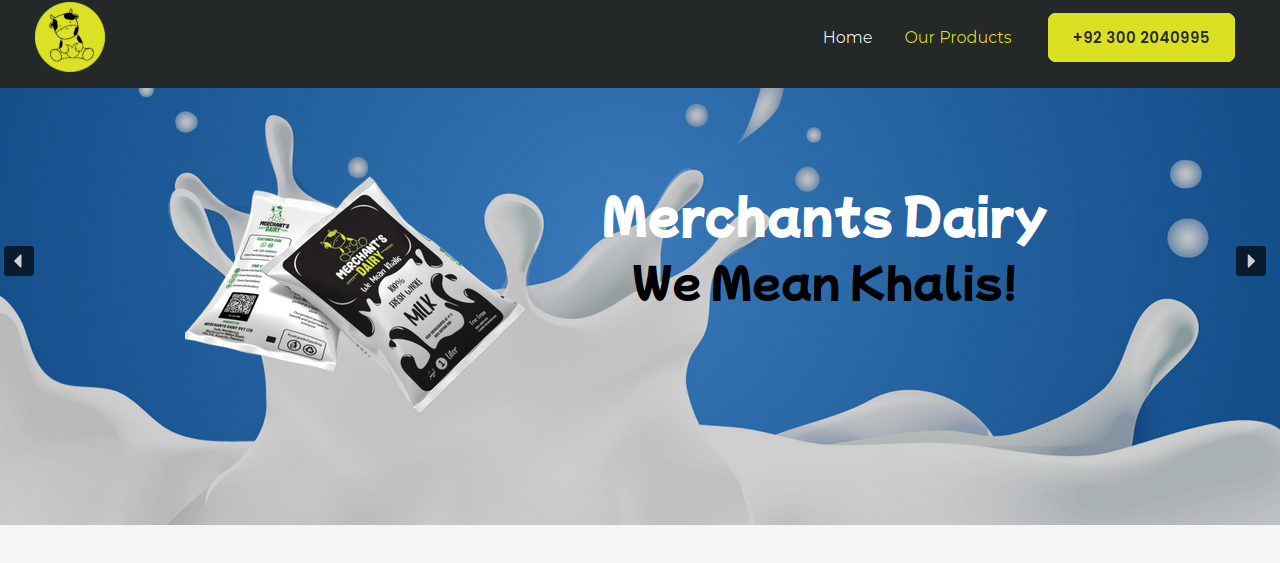 Home
Our Products
+92 300 2040995
Merchants Dairy
We Mean Khalis!
MERCHANT'S
DAIRY
CUSTOMER CARE
MERCHANT'S
DAIRY
We Mean Khalis
100%
FRESH WHOLE
MILK
1 Liter
MERCHANTS DAIRY PVT LTD